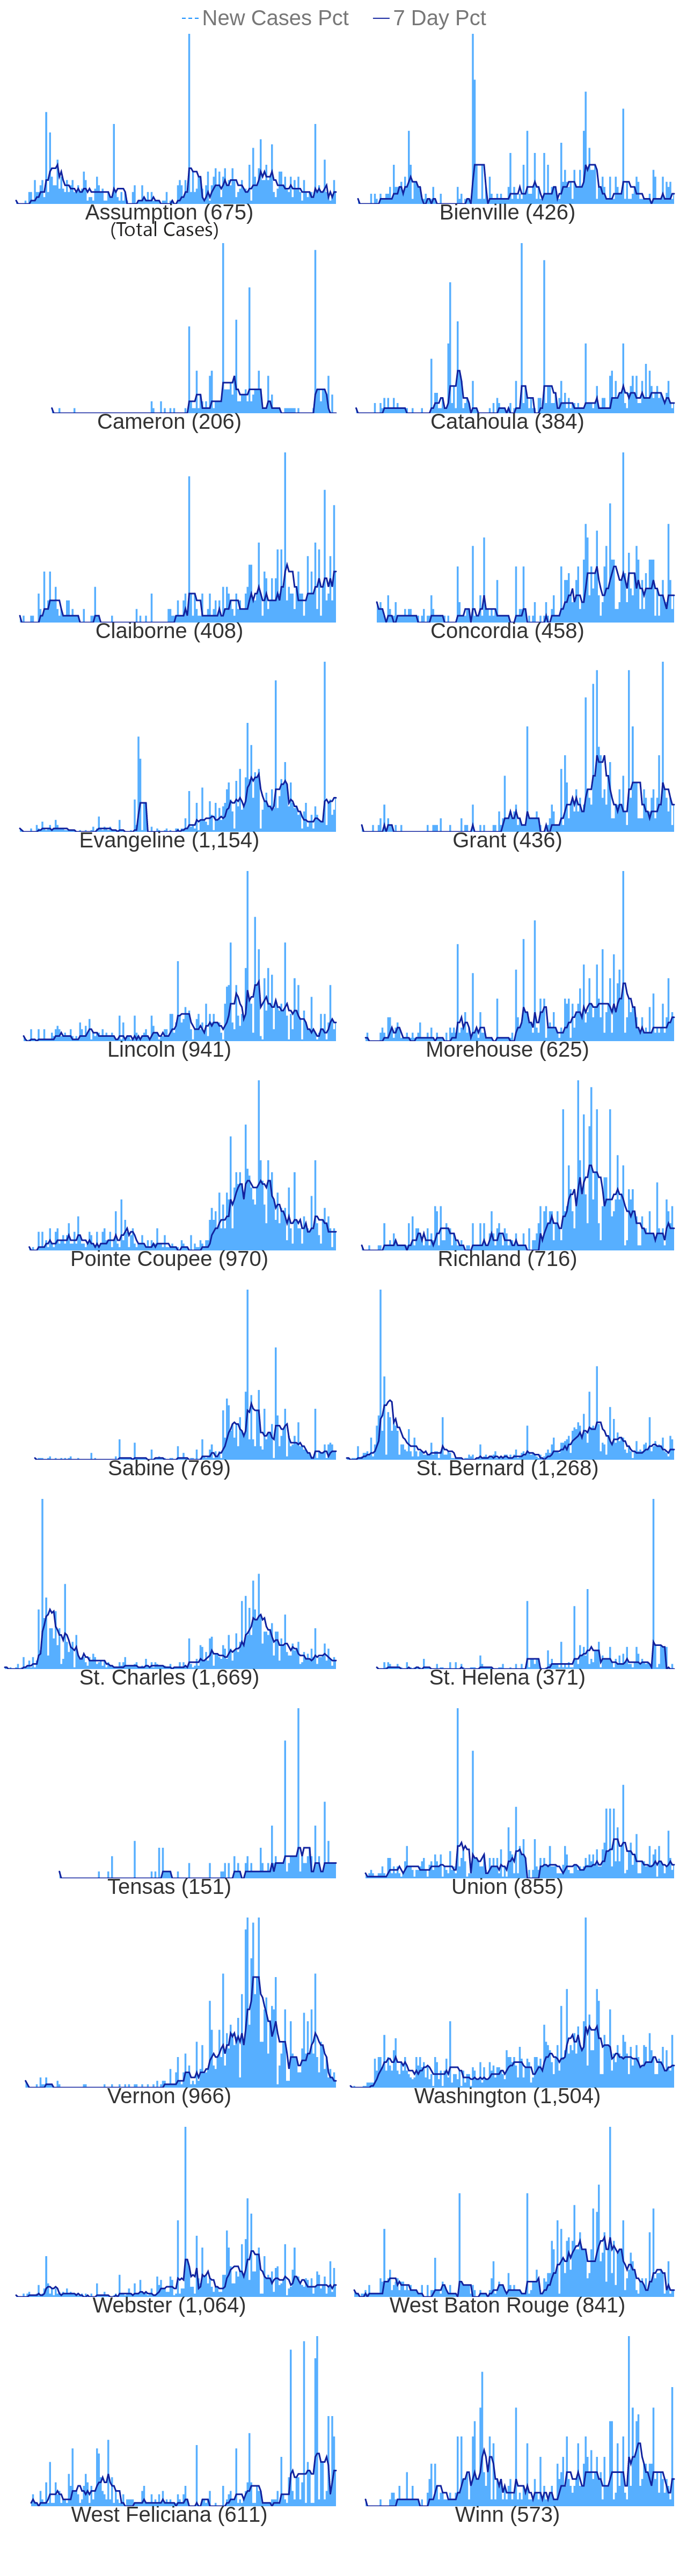 New Cases Pct 7 Day Pct
Assumption (675) Bienville (426)
(Total Cases)
Cameron (206) Catahoula (384)
Claiborne (408) Concordia (458)
Evangeline (1,154) Grant (436)
Lincoln (941) Morehouse (625)
Pointe Coupee (970) Richland (716)
Sabine (769) St. Bernard (1,268)
St. Charles (1,669) St. Helena (371)
Tensas (151) Union (855)
Vernon (966) Washington (1,504)
Webster (1,064) West Baton Rouge (841)
West Feliciana (611) Winn (573)